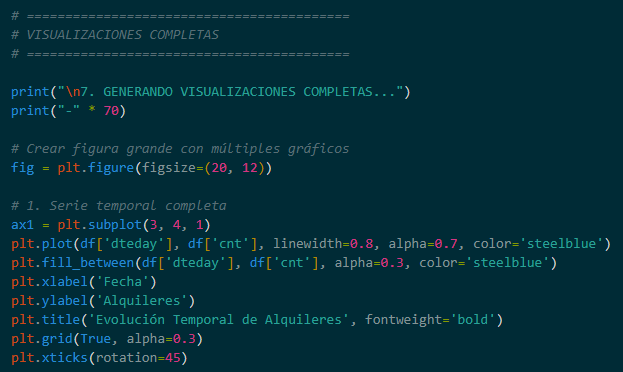 # ==========================================
# VISUALIZACIONES COMPLETAS
# ==========================================
print("\n7. GENERANDO VISUALIZACIONES COMPLETAS...")
print("-" * 70)
# Crear figura grande con múltiples gráficos
fig = plt.figure(figsize=(20, 12))
# 1. Serie temporal completa
ax1 = plt.subplot(3, 4, 1)
plt.plot(df['dteday'], df['cnt'], linewidth=0.8, alpha=0.7, color='steelblue')
plt.fill_between(df['dteday'], df['cnt'], alpha=0.3, color='steelblue')
plt.xlabel('Fecha')
plt.ylabel('Alquileres')
plt.title('Evolución Temporal de Alquileres', fontweight='bold')
plt.grid(True, alpha=0.3)
plt.xticks(rotation=45)